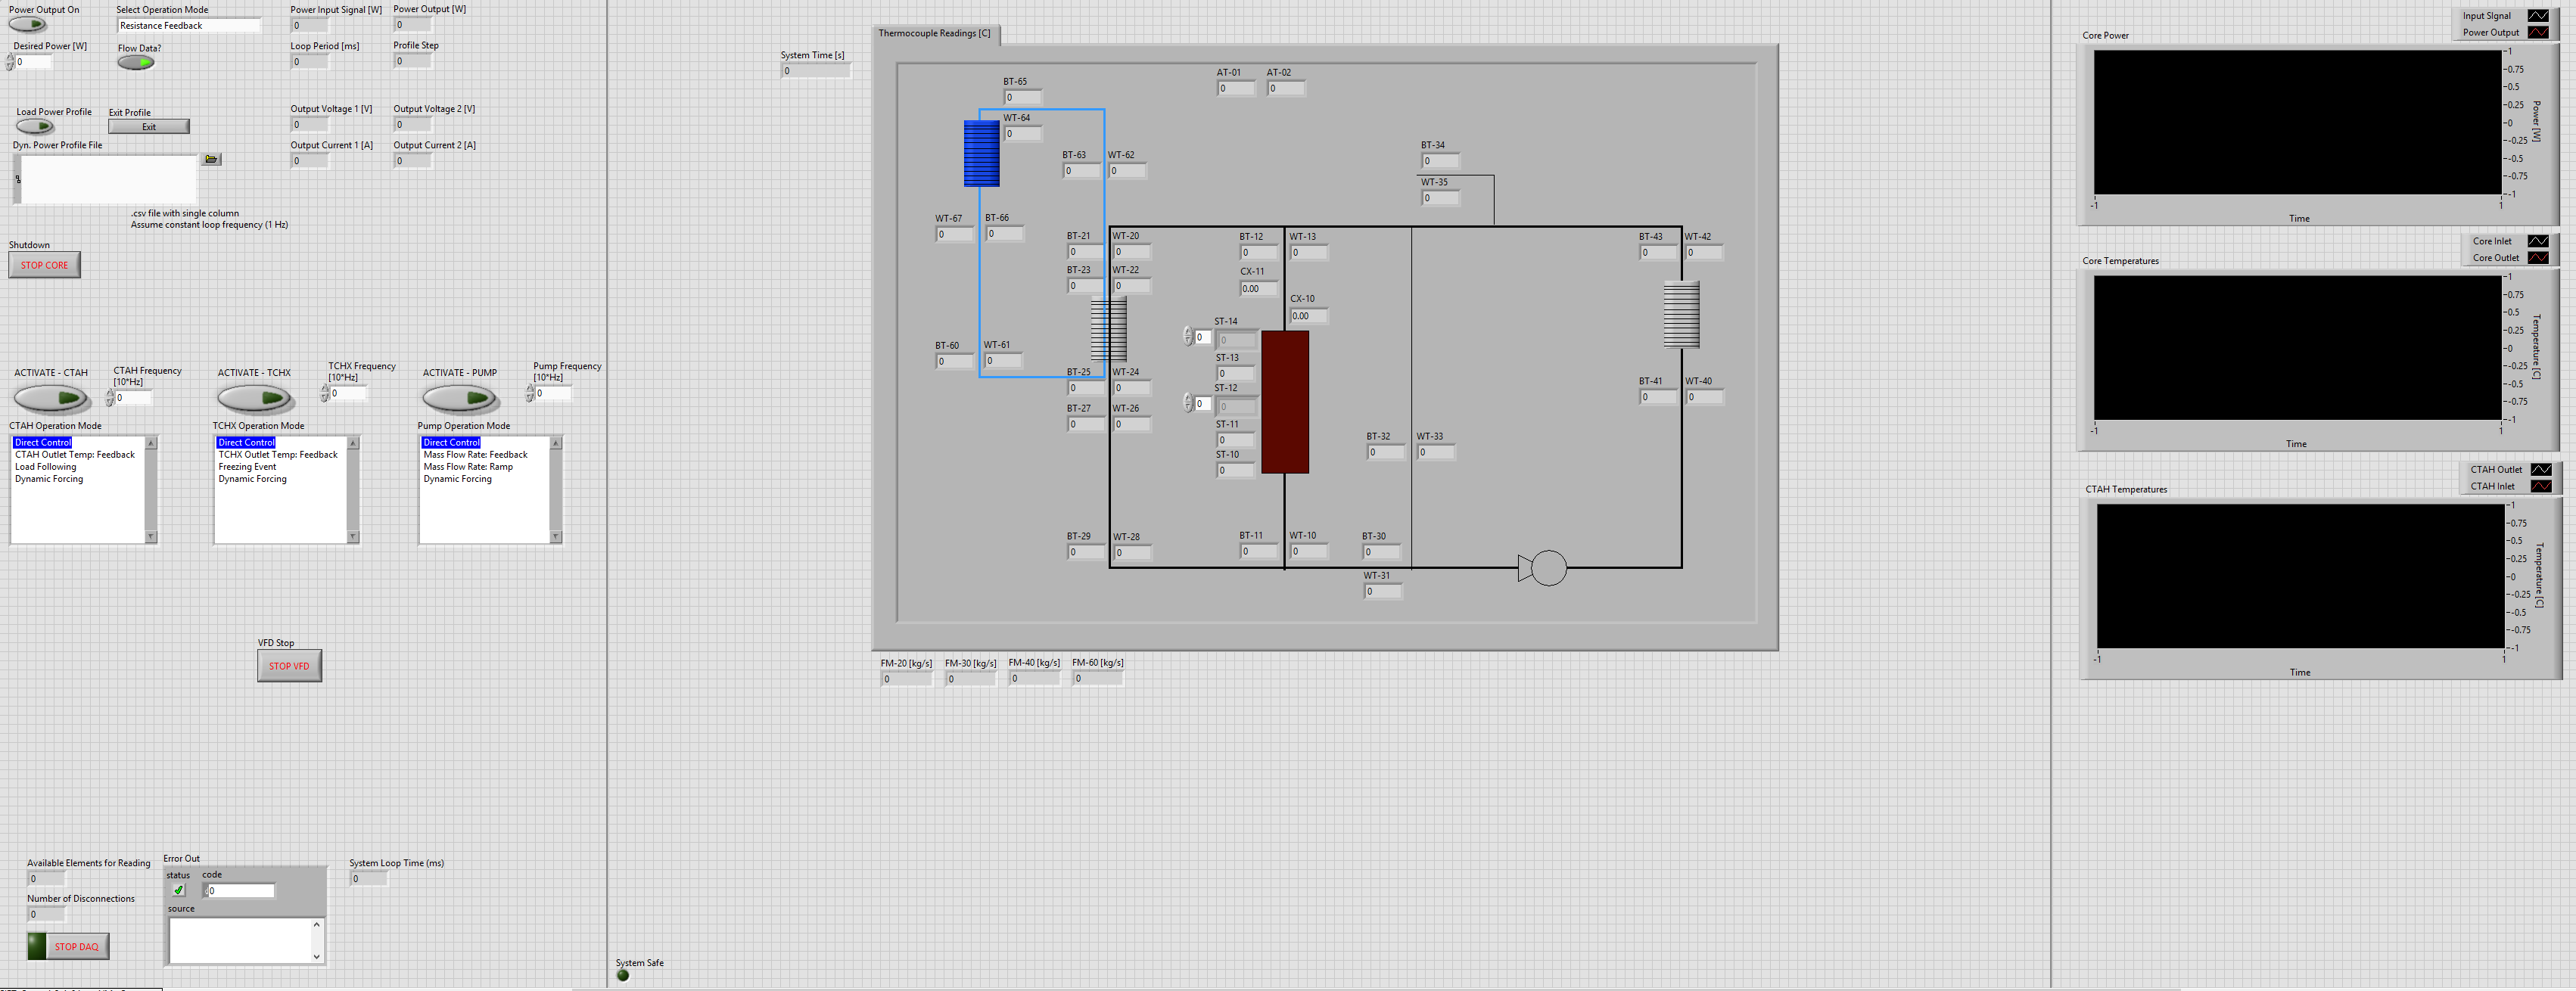 Power Output On
Select Operation Mode
Resistance Feedback
Power Input Signal [W]
0
Power Output [W]
0
Desired Power [W]
0
Flow Data?
Loop Period [ms]
0
Profile Step
0
Load Power Profile
Exit Profile
Exit
Output Voltage 1 [V]
0
Output Voltage 2 [V]
0
Dyn. Power Profile File
Output Current 1 [A]
0
Output Current 2 [A]
0
.csv file with single column
Assume constant loop frequency (1 Hz)
Shutdown
STOP CORE
ACTIVATE - CTAH
CTAH Frequency
[10*Hz]
0
ACTIVATE - TCHX
TCHX Frequency
[10*Hz]
0
ACTIVATE - PUMP
Pump Frequency
[10*Hz]
0
CTAH Operation Mode
Direct Control
CTAH Outlet Temp: Feedback
Load Following
Dynamic Forcing
TCHX Operation Mode
Direct Control
TCHX Outlet Temp: Feedback
Freezing Event
Dynamic Forcing
Pump Operation Mode
Direct Control
Mass Flow Rate: Feedback
Mass Flow Rate: Ramp
Dynamic Forcing
VFD Stop
STOP VFD
Available Elements for Reading
0
Number of Disconnections
0
STOP DAQ
Error Out
status
code
0
source
System Loop Time (ms)
0
System Safe
System Time [s]
0
Thermocouple Readings [C]
BT-65
0
WT-64
0
AT-01
0
AT-02
0
BT-63
0
WT-62
0
BT-34
0
WT-35
0
WT-67
0
BT-66
0
BT-21
0
WT-20
0
BT-12
0
WT-13
0
BT-43
0
WT-42
0
BT-23
0
WT-22
0
CX-11
0.00
CX-10
0.00
ST-14
0
0
BT-60
0
WT-61
0
ST-13
0
BT-25
0
WT-24
0
ST-12
0
0
BT-41
0
WT-40
0
BT-27
0
WT-26
0
ST-11
0
BT-32
0
WT-33
0
ST-10
0
BT-29
0
WT-28
0
BT-11
0
WT-10
0
BT-30
0
WT-31
0
FM-20 [kg/s]
0
FM-30 [kg/s]
0
FM-40 [kg/s]
0
FM-60 [kg/s]
0
Input Signal
Power Output
Core Power
1
0.75
0.5
0.25
0
-0.25
-0.5
-0.75
-1
Power [W]
-1
1
Time
Core Inlet
Core Outlet
Core Temperatures
1
0.75
0.5
0.25
0
-0.25
-0.5
-0.75
-1
Temperature [C]
-1
1
Time
CTAH Outlet
CTAH Inlet
CTAH Temperatures
1
0.75
0.5
0.25
0
-0.25
-0.5
-0.75
-1
Temperature [C]
-1
1
Time